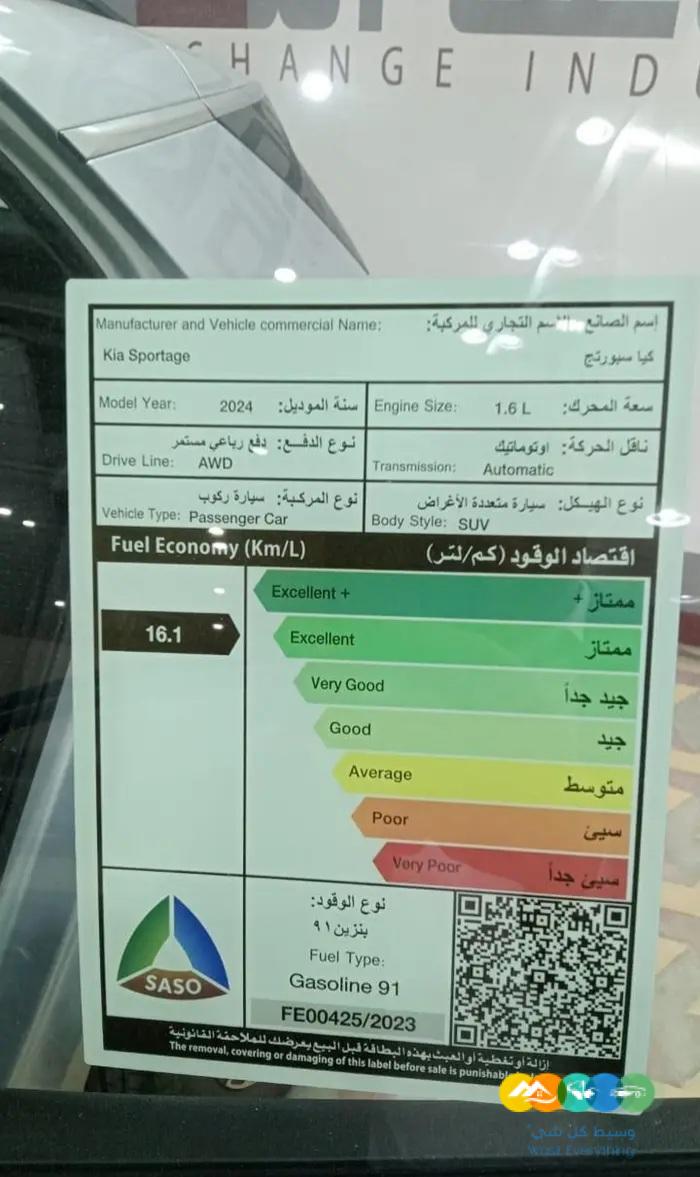 CHANGE INDU
Manufacturer and Vehicle commercial Name: إسم الصانع للمركبة: التجاري
Kia Sportage كيا سبورتج
Model Year: 2024 سنة الموديل:
Engine Size: 1.6 L سعة المحرك:
نوع الدفع: دفع رباعي مستمر
Drive Line: AWD
ناقل الحركة: اوتوماتيك
Transmission: Automatic
نوع المركبة: سيارة ركوب
Vehicle Type: Passenger Car
نوع الهيكل: سيارة متعددة الأغراض
Body Style: SUV
Fuel Economy (Km/L) اقتصاد الوقود (كم/لتر)
Excellent + ممتاز +
16.1
Excellent ممتاز
Very Good جيد جداً
Good جيد
Average متوسط
Poor سيئ
Very Poor سيئ جداً
SASO
نوع الوقود:
بنزين ٩١
Fuel Type:
Gasoline 91
FE00425/2023
إزالة أو تغطية أو العبث بهذه البطاقة قبل البيع يعرضك للملاحقة القانونية
The removal, covering or damaging of this label before sale is punishable
وسيط كل شي
Wasit Everything